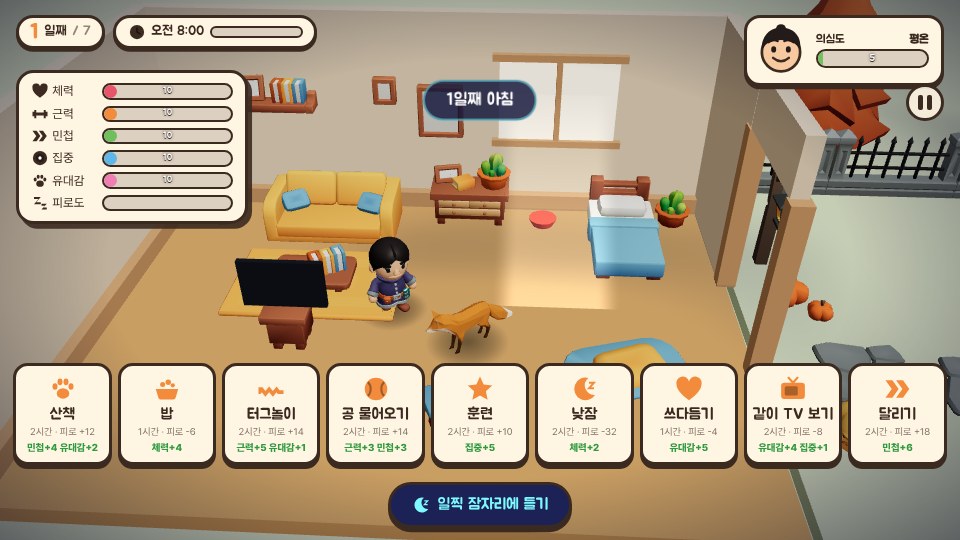 1 일째 / 7
오전 8:00
의심도 평온
5
체력 10
근력 10
민첩 10
집중 10
유대감 10
피로도
1일째 아침
산책
2시간 · 피로 +12
민첩+4 유대감+2
밥
1시간 · 피로 -6
체력+4
터그놀이
2시간 · 피로 +14
근력+5 유대감+1
공 물어오기
2시간 · 피로 +14
근력+3 민첩+3
훈련
2시간 · 피로 +10
집중+5
낮잠
2시간 · 피로 -32
체력+2
쓰다듬기
1시간 · 피로 -4
유대감+5
같이 TV 보기
2시간 · 피로 -8
유대감+4 집중+1
달리기
2시간 · 피로 +18
민첩+6
일찍 잠자리에 들기